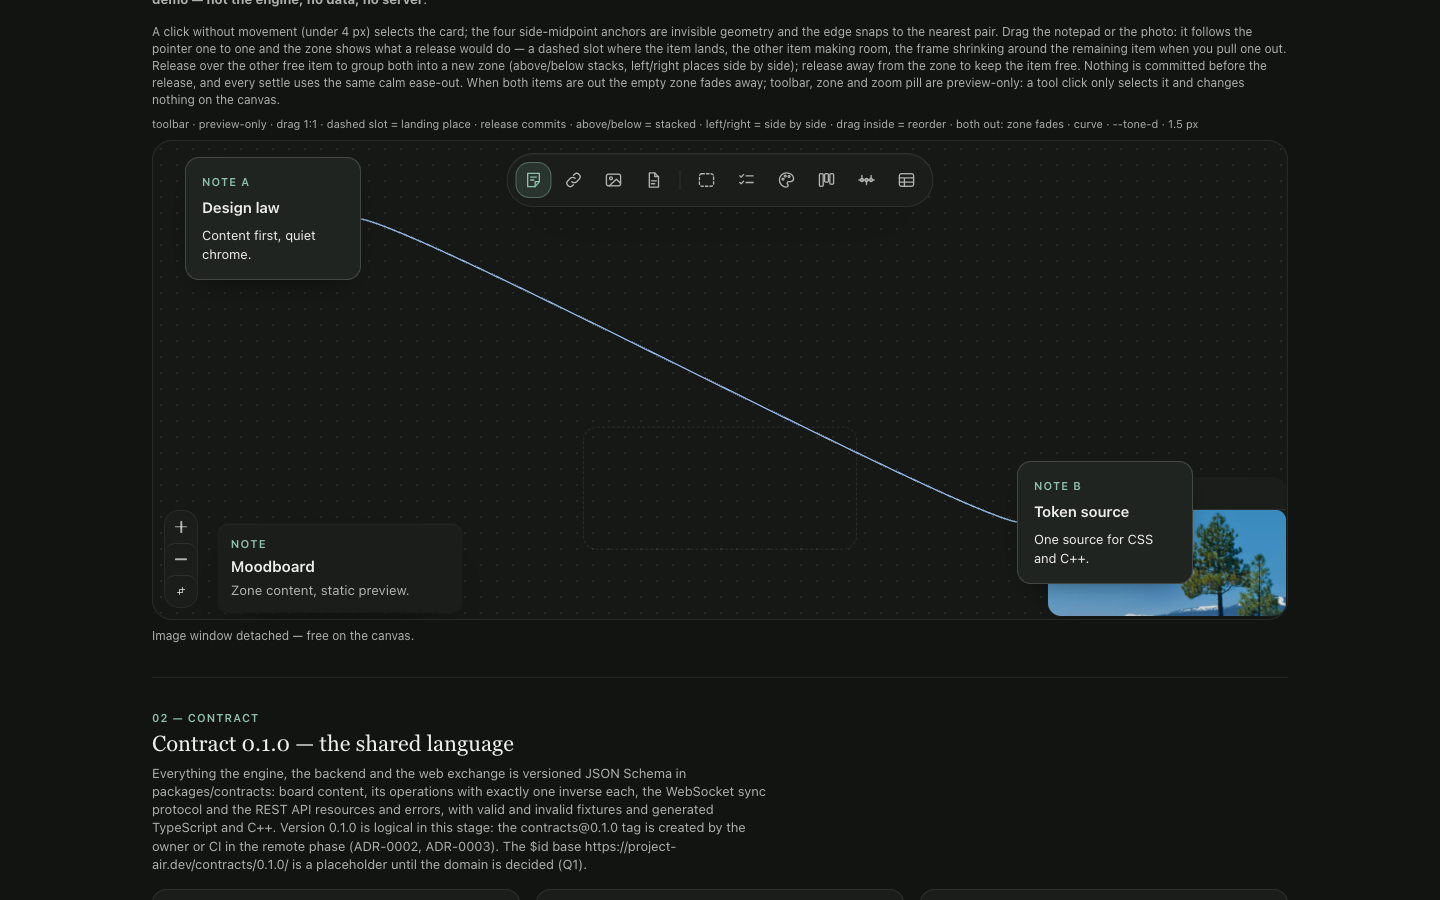 demo — not the engine, no data, no server.
A click without movement (under 4 px) selects the card; the four side-midpoint anchors are invisible geometry and the edge snaps to the nearest pair. Drag the notepad or the photo: it follows the
pointer one to one and the zone shows what a release would do — a dashed slot where the item lands, the other item making room, the frame shrinking around the remaining item when you pull one out.
Release over the other free item to group both into a new zone (above/below stacks, left/right places side by side); release away from the zone to keep the item free. Nothing is committed before the
release, and every settle uses the same calm ease-out. When both items are out the empty zone fades away; toolbar, zone and zoom pill are preview-only: a tool click only selects it and changes
nothing on the canvas.
toolbar · preview-only · drag 1:1 · dashed slot = landing place · release commits · above/below = stacked · left/right = side by side · drag inside = reorder · both out: zone fades · curve · --tone-d · 1.5 px
NOTE A
Design law
Content first, quiet
chrome.
NOTE B
Token source
One source for CSS
and C++.
NOTE
Moodboard
Zone content, static preview.
Image window detached — free on the canvas.
02 — CONTRACT
Contract 0.1.0 — the shared language
Everything the engine, the backend and the web exchange is versioned JSON Schema in
packages/contracts: board content, its operations with exactly one inverse each, the WebSocket sync
protocol and the REST API resources and errors, with valid and invalid fixtures and generated
TypeScript and C++. Version 0.1.0 is logical in this stage: the contracts@0.1.0 tag is created by the
owner or CI in the remote phase (ADR-0002, ADR-0003). The $id base https://project-
air.dev/contracts/0.1.0/ is a placeholder until the domain is decided (Q1).